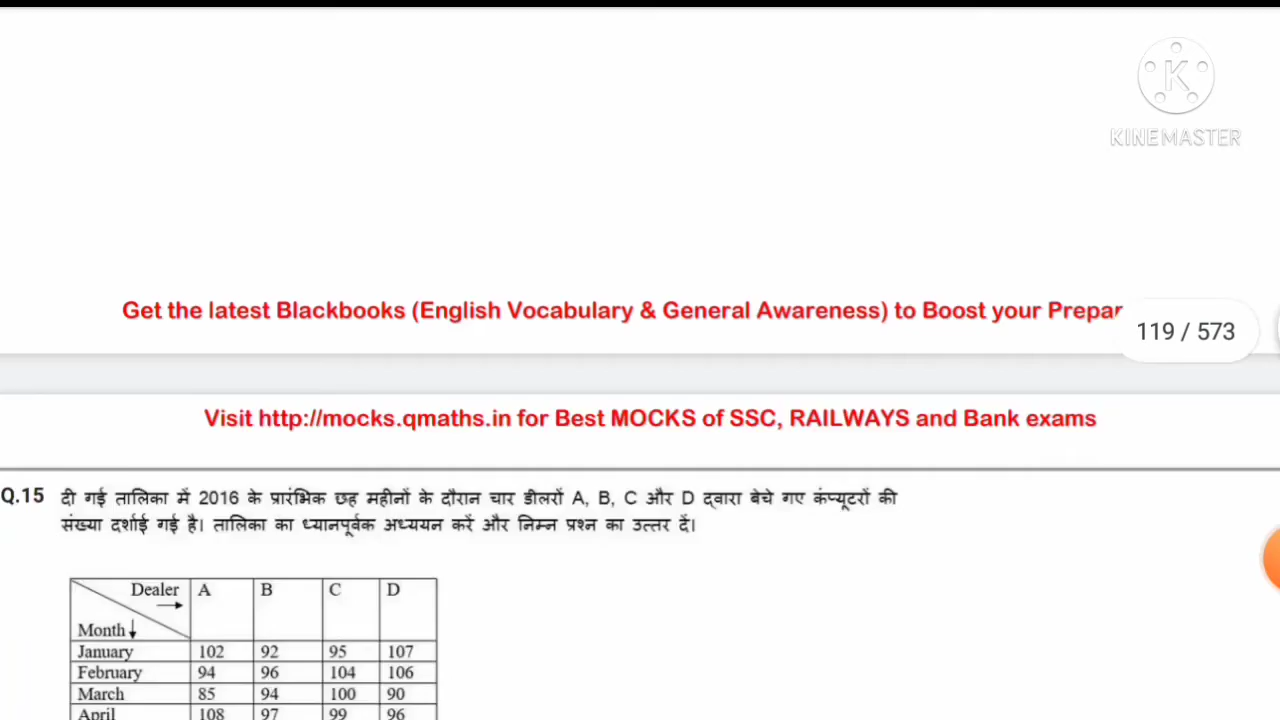 K
KINEMASTER
Get the latest Blackbooks (English Vocabulary & General Awareness) to Boost your Prepar
119 / 573
Visit http://mocks.qmaths.in for Best MOCKS of SSC, RAILWAYS and Bank exams
Q.15 दी गई तालिका में 2016 के प्रारंभिक छह महीनों के दौरान चार डीलरों A, B, C और D द्वारा बेचे गए कंप्यूटरों की
संख्या दर्शाई गई है। तालिका का ध्यानपूर्वक अध्ययन करें और निम्न प्रश्न का उत्तर दें।
Dealer → A B C D
Month ↓
January 102 92 95 107
February 94 96 104 106
March 85 94 100 90
April 108 97 99 96